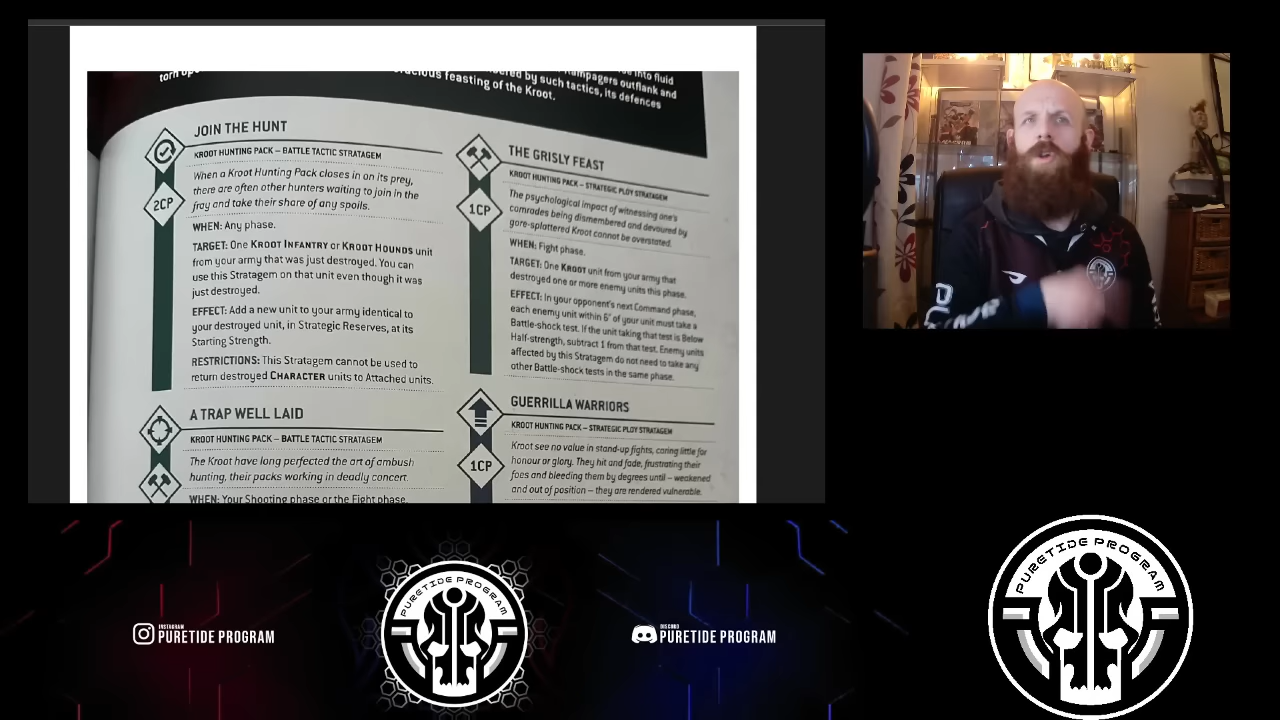 torn
into fluid
Rampagers outflank and
by such tactics, its defences
feasting of the Kroot.
JOIN THE HUNT
KROOT HUNTING PACK – BATTLE TACTIC STRATAGEM
2CP
When a Kroot Hunting Pack closes in on its prey,
there are often other hunters waiting to join in the
fray and take their share of any spoils.
WHEN: Any phase.
TARGET: One KROOT INFANTRY or KROOT HOUNDS unit
from your army that was just destroyed. You can
use this Stratagem on that unit even though it was
just destroyed.
EFFECT: Add a new unit to your army identical to
your destroyed unit, in Strategic Reserves, at its
Starting Strength.
RESTRICTIONS: This Stratagem cannot be used to
return destroyed CHARACTER units to Attached units.
A TRAP WELL LAID
KROOT HUNTING PACK – BATTLE TACTIC STRATAGEM
The Kroot have long perfected the art of ambush
hunting, their packs working in deadly concert.
WHEN: Your Shooting phase or the Fight phase.
THE GRISLY FEAST
KROOT HUNTING PACK – STRATEGIC PLOY STRATAGEM
1CP
The psychological impact of witnessing one's
comrades being dismembered and devoured by
gore-splattered Kroot cannot be overstated.
WHEN: Fight phase.
TARGET: One KROOT unit from your army that
destroyed one or more enemy units this phase.
EFFECT: In your opponent's next Command phase,
each enemy unit within 6" of your unit must take a
Battle-shock test. If the unit taking that test is Below
Half-strength, subtract 1 from that test. Enemy units
affected by this Stratagem do not need to take any
other Battle-shock tests in the same phase.
GUERRILLA WARRIORS
KROOT HUNTING PACK – STRATEGIC PLOY STRATAGEM
1CP
Kroot see no value in stand-up fights, caring little for
honour or glory. They hit and fade, frustrating their
foes and bleeding them by degrees until – weakened
and out of position – they are rendered vulnerable.
INSTAGRAM
PURETIDE PROGRAM
PURETIDE PROGRAM
DISCORD
PURETIDE PROGRAM
PURETIDE PROGRAM